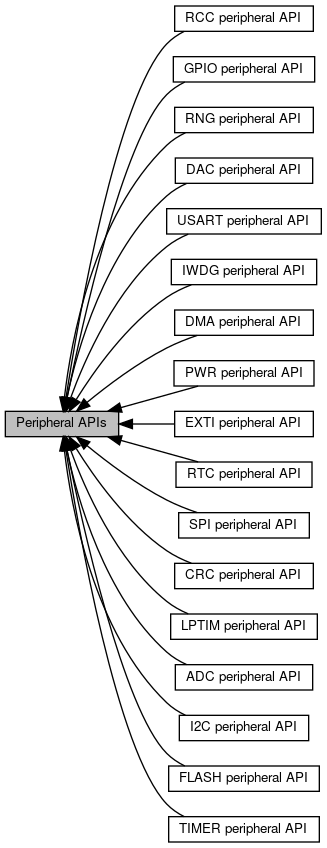 RCC peripheral API
GPIO peripheral API
RNG peripheral API
DAC peripheral API
USART peripheral API
IWDG peripheral API
DMA peripheral API
PWR peripheral API
Peripheral APIs
EXTI peripheral API
RTC peripheral API
SPI peripheral API
CRC peripheral API
LPTIM peripheral API
ADC peripheral API
I2C peripheral API
FLASH peripheral API
TIMER peripheral API